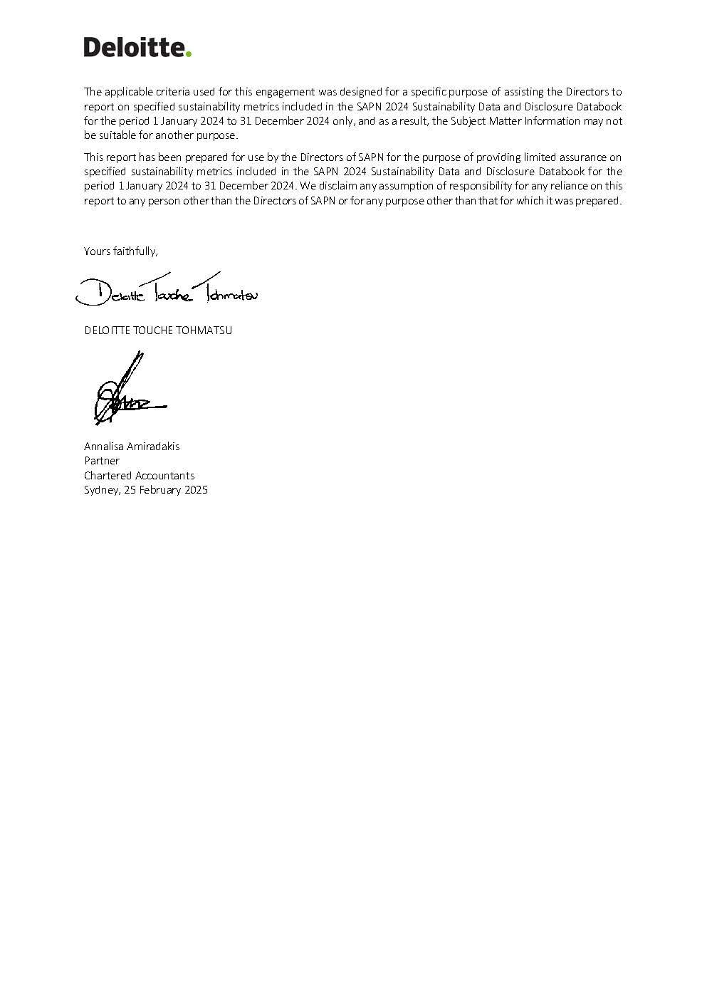 Deloitte.
The applicable criteria used for this engagement was designed for a specific purpose of assisting the Directors to
report on specified sustainability metrics included in the SAPN 2024 Sustainability Data and Disclosure Databook
for the period 1 January 2024 to 31 December 2024 only, and as a result, the Subject Matter Information may not
be suitable for another purpose.
This report has been prepared for use by the Directors of SAPN for the purpose of providing limited assurance on
specified sustainability metrics included in the SAPN 2024 Sustainability Data and Disclosure Databook for the
period 1 January 2024 to 31 December 2024. We disclaim any assumption of responsibility for any reliance on this
report to any person other than the Directors of SAPN or for any purpose other than that for which it was prepared.
Yours faithfully,
Deloitte Touche Tohmatsu
DELOITTE TOUCHE TOHMATSU
Annalisa Amiradakis
Partner
Chartered Accountants
Sydney, 25 February 2025